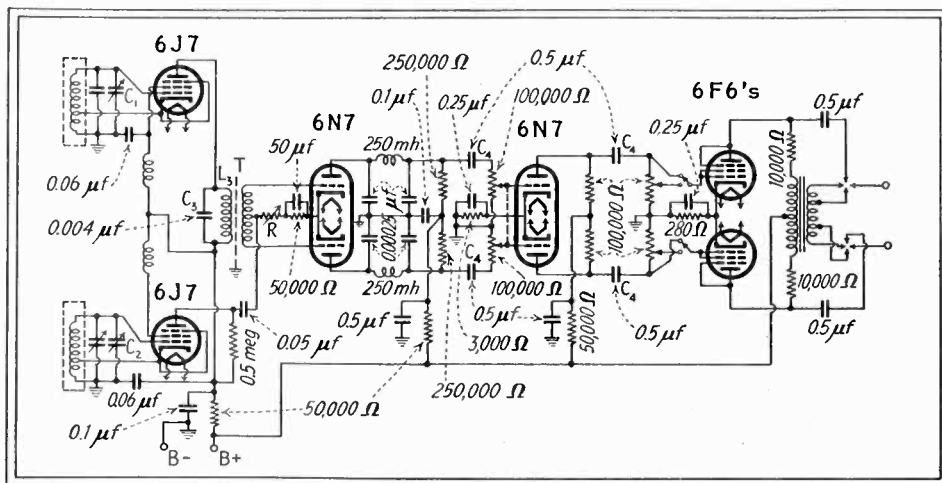 6J7
C1
0.06 µf
L3
T
C3
0.004 µf
6J7
C2
0.06 µf
0.1 µf
B-
B+
0.5 meg
0.05 µf
50,000 Ω
50 µf
R
50,000 Ω
6N7
250 mh
0.00025 µf
250 mh
250,000 Ω
0.1 µf
0.25 µf
C4
0.5 µf
100,000 Ω
C4
0.5 µf
3,000 Ω
250,000 Ω
0.5 µf
100,000 Ω
6N7
C4
100,000 Ω
C4
0.5 µf
50,000 Ω
6F6's
0.25 µf
280 Ω
10,000 Ω
0.5 µf
10,000 Ω
0.5 µf